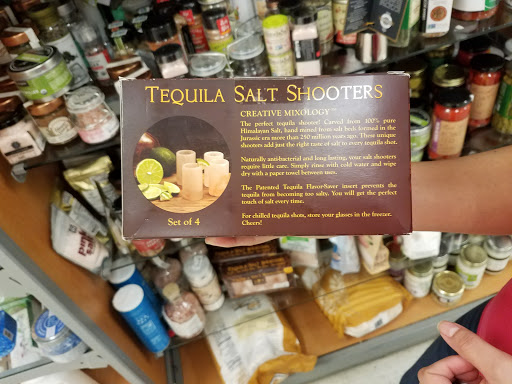 TEQUILA SALT SHOOTERS
CREATIVE MIXOLOGY™
The perfect tequila shooters! Carved from 100% pure
Himalayan Salt, hand mined from salt beds formed in the
Jurassic era more than 250 million years ago. These unique
shooters add just the right taste of salt to every tequila shot.
Naturally anti-bacterial and long lasting, your salt shooters
require little care. Simply rinse with cold water and wipe
dry with a paper towel between uses.
The Patented Tequila Flavor-Saver insert prevents the
tequila from becoming too salty. You will get the perfect
touch of salt every time.
For chilled tequila shots, store your glasses in the freezer.
Cheers!
Set of 4